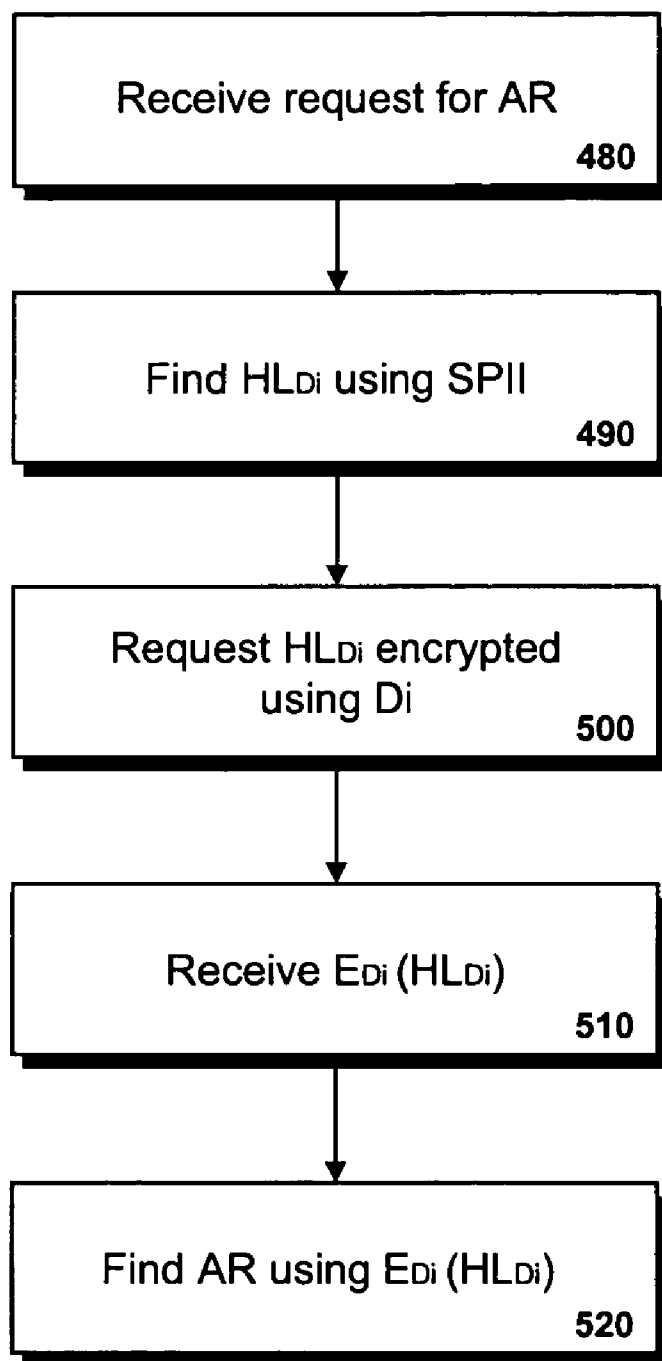 Receive request for AR
480
Find HLDi using SPII
490
Request HLDi encrypted
using Di
500
Receive EDi (HLDi)
510
Find AR using EDi (HLDi)
520